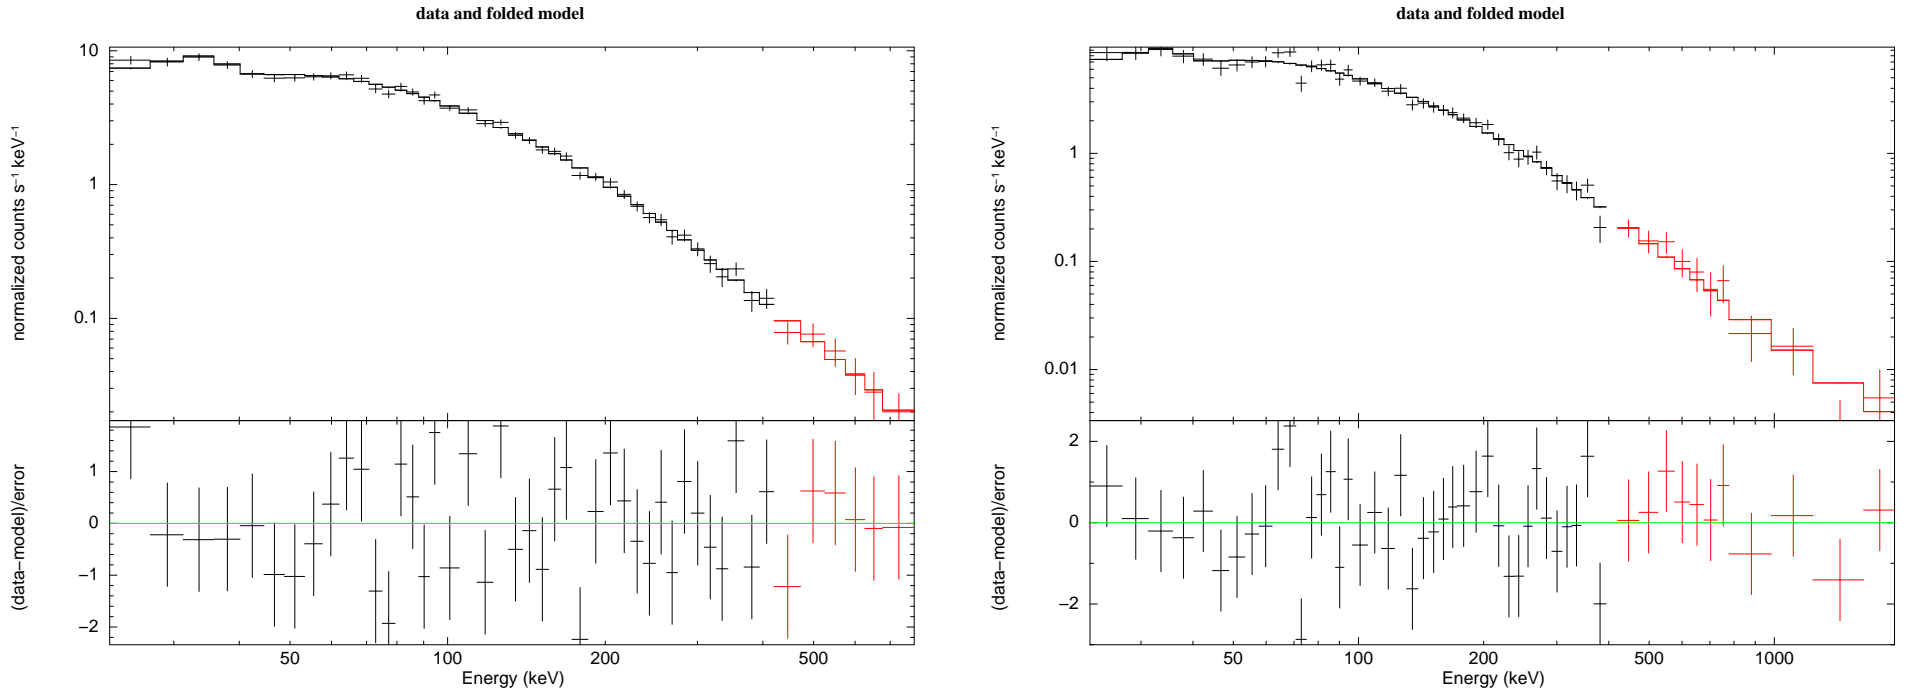 data and folded model
normalized counts s⁻¹ keV⁻¹
10
1
0.1
(data−model)/error
1
0
−1
−2
50
100
200
500
Energy (keV)
data and folded model
normalized counts s⁻¹ keV⁻¹
1
0.1
0.01
(data−model)/error
2
0
−2
50
100
200
500
1000
Energy (keV)